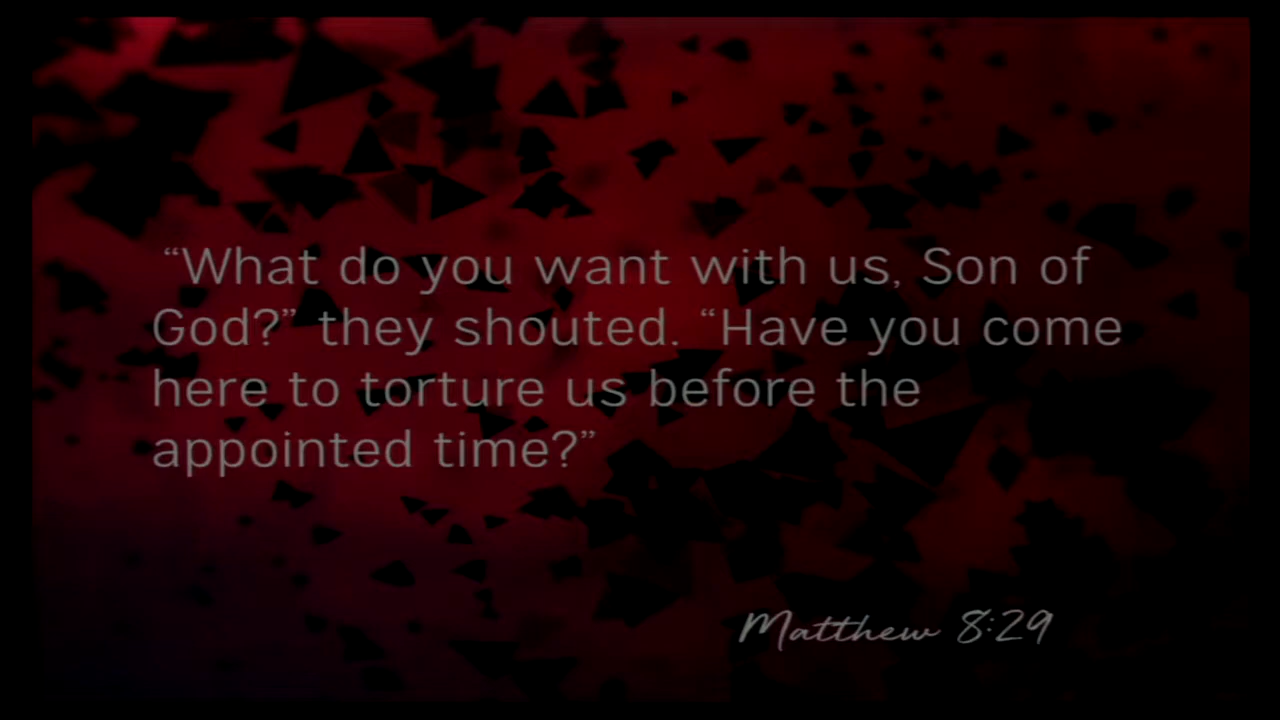 “What do you want with us, Son of
God?” they shouted. “Have you come
here to torture us before the
appointed time?”
Matthew 8:29